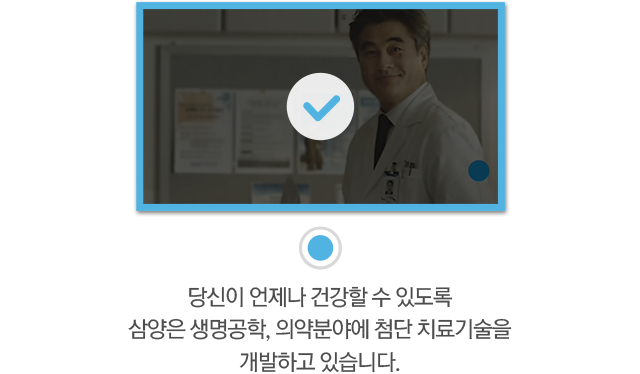 당신이 언제나 건강할 수 있도록
삼양은 생명공학, 의약분야에 첨단 치료기술을
개발하고 있습니다.